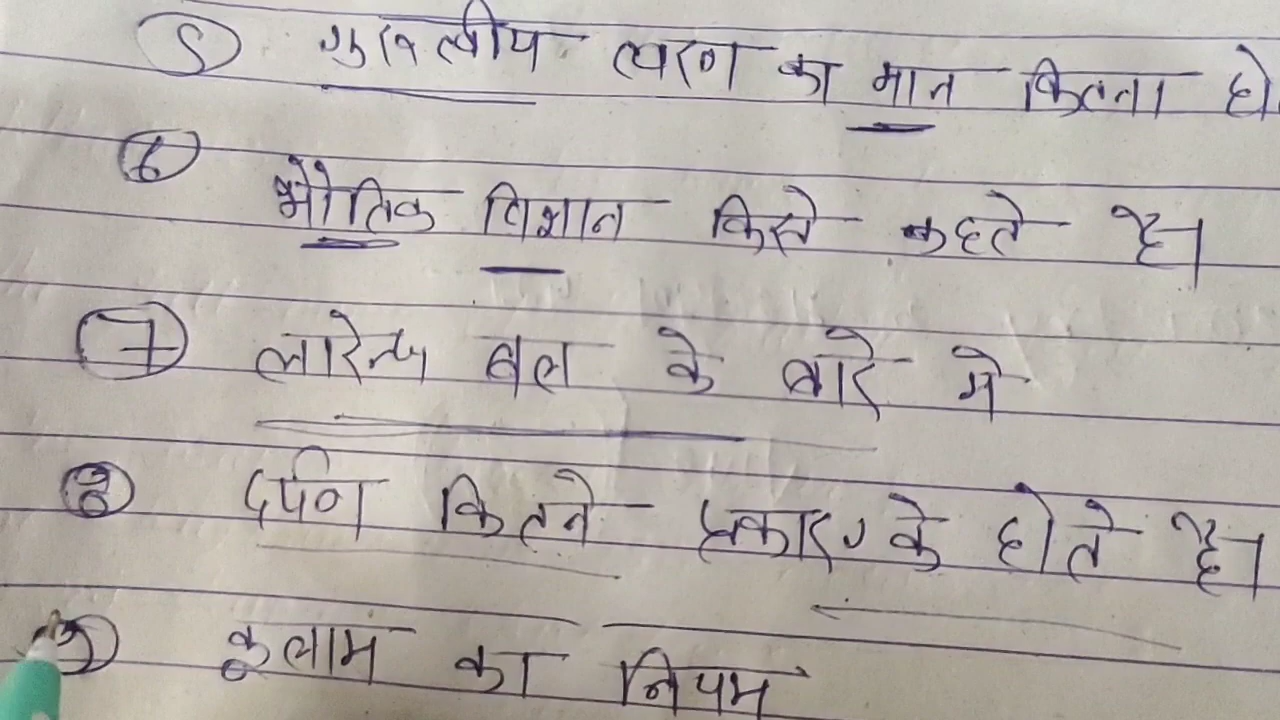 5 गुरुत्वीय त्वरण का मान कितना हो
6 भौतिक विज्ञान किसे कहते है।
7 लारेन्ज बल के बारे मे
8 दर्पण कितने प्रकार के होते है।
9 कुलाम का नियम